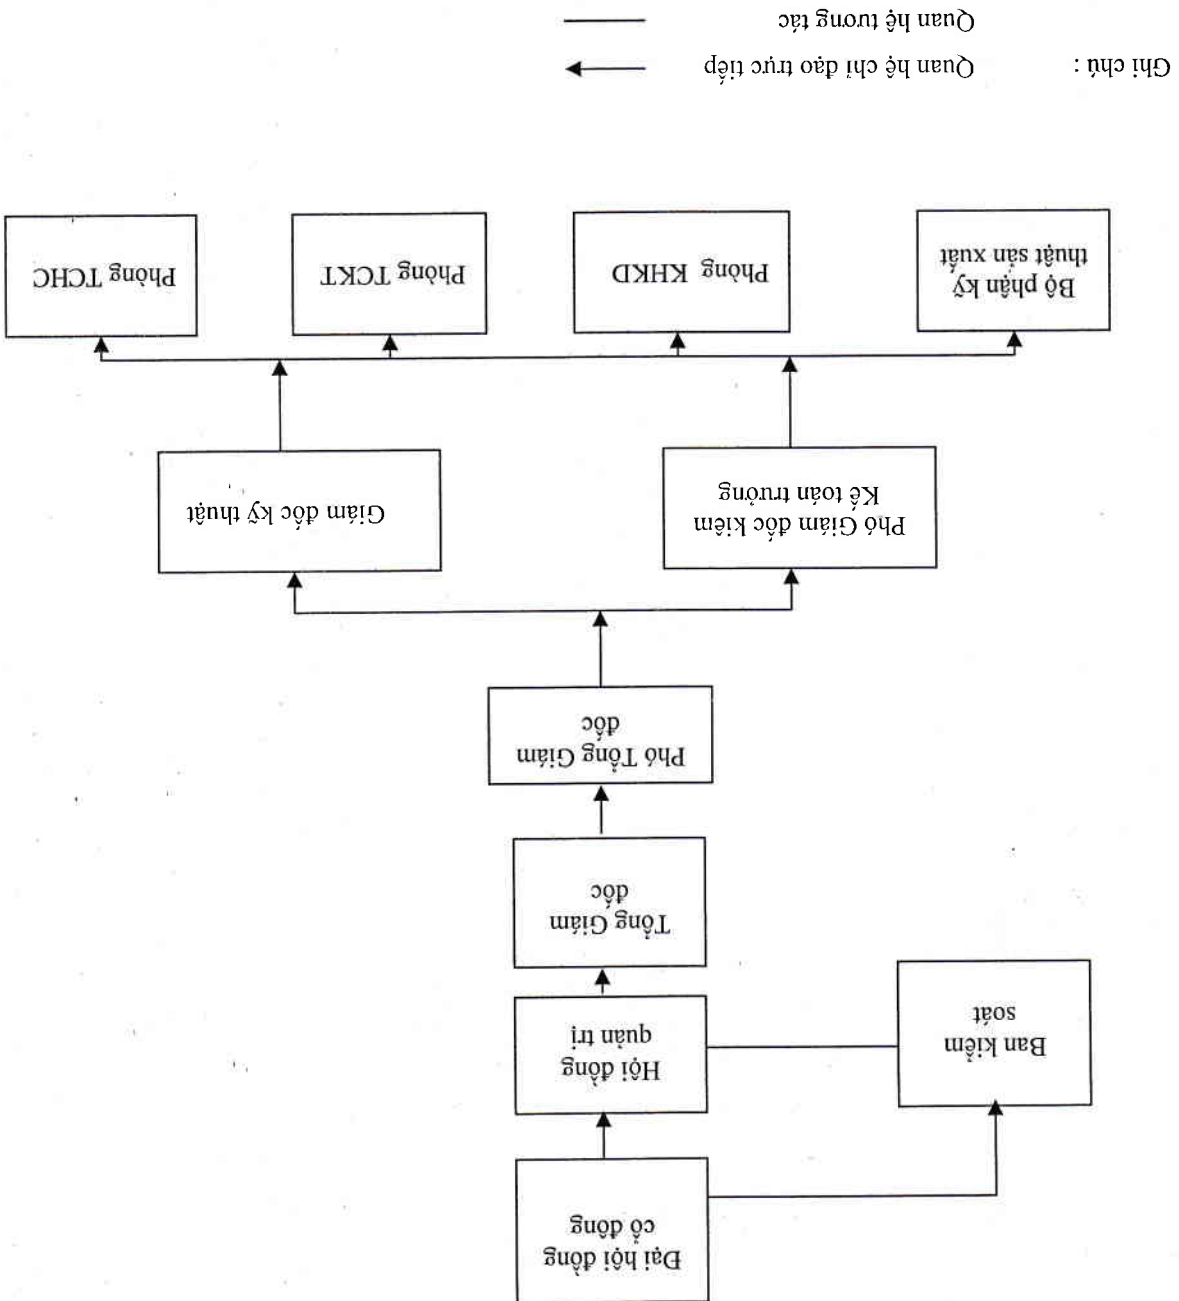 Đại hội đồng
cổ đông
Ban kiểm
soát
Hội đồng
quản trị
Tổng Giám
đốc
Phó Tổng Giám
đốc
Phó Giám đốc kiêm
Kế toán trưởng
Giám đốc kỹ thuật
Bộ phận kỹ
thuật sản xuất
Phòng KHKD
Phòng TCKT
Phòng TCHC
Ghi chú : Quan hệ chỉ đạo trực tiếp
Quan hệ tương tác